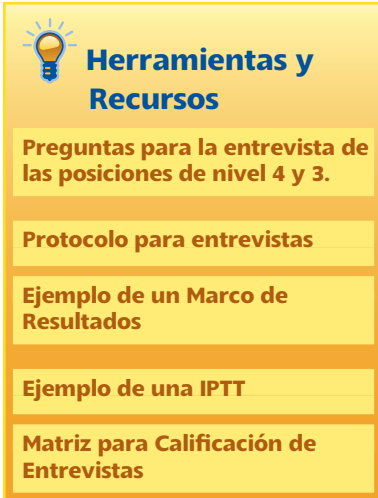 Herramientas y
Recursos
Preguntas para la entrevista de
las posiciones de nivel 4 y 3.
Protocolo para entrevistas
Ejemplo de un Marco de
Resultados
Ejemplo de una IPTT
Matriz para Calificación de
Entrevistas